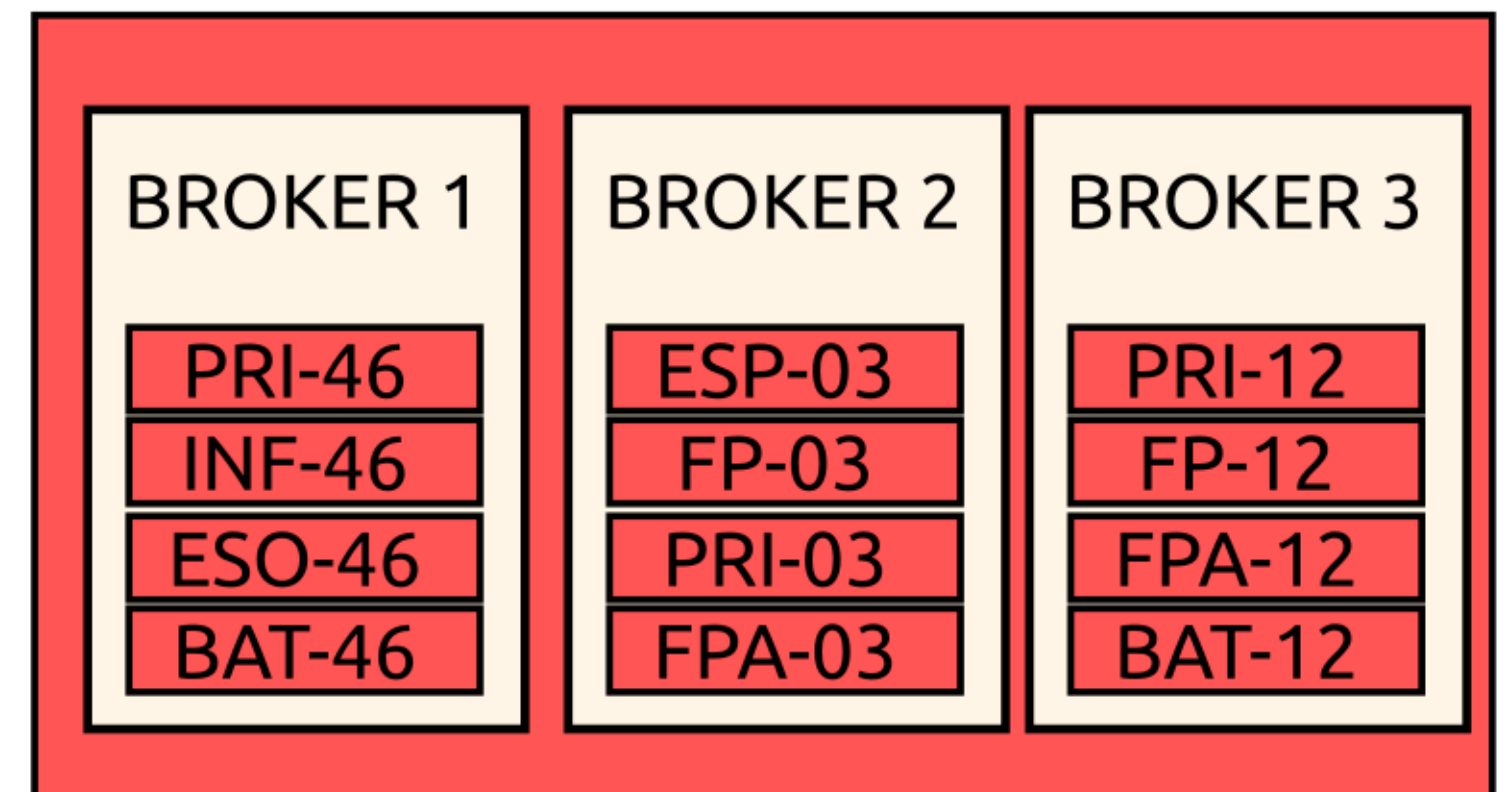 BROKER 1
PRI-46
INF-46
ESO-46
BAT-46
BROKER 2
ESP-03
FP-03
PRI-03
FPA-03
BROKER 3
PRI-12
FP-12
FPA-12
BAT-12